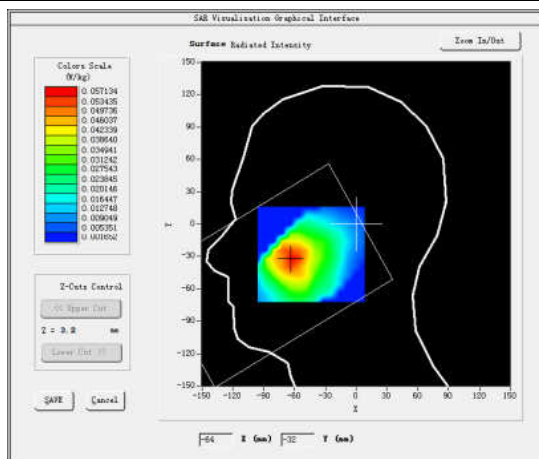 SAR Visualisation Graphical Interface
Surface Radiated Intensity
Zoom In/Out
Colors Scale
(W/kg)
0.057134
0.053435
0.049736
0.046037
0.042339
0.038640
0.034941
0.031242
0.027543
0.023845
0.020146
0.016447
0.012748
0.009049
0.005351
0.001652
150
120
90
60
30
0
-30
-60
-90
-120
-150
Y
-150 -120 -90 -60 -30 0 30 60 90 120 150
X
Z-Cuts Control
<< Upper Cut
Z = 3.2 mm
Lower Cut >>
SAVE Cancel
-64 X (mm) -32 Y (mm)